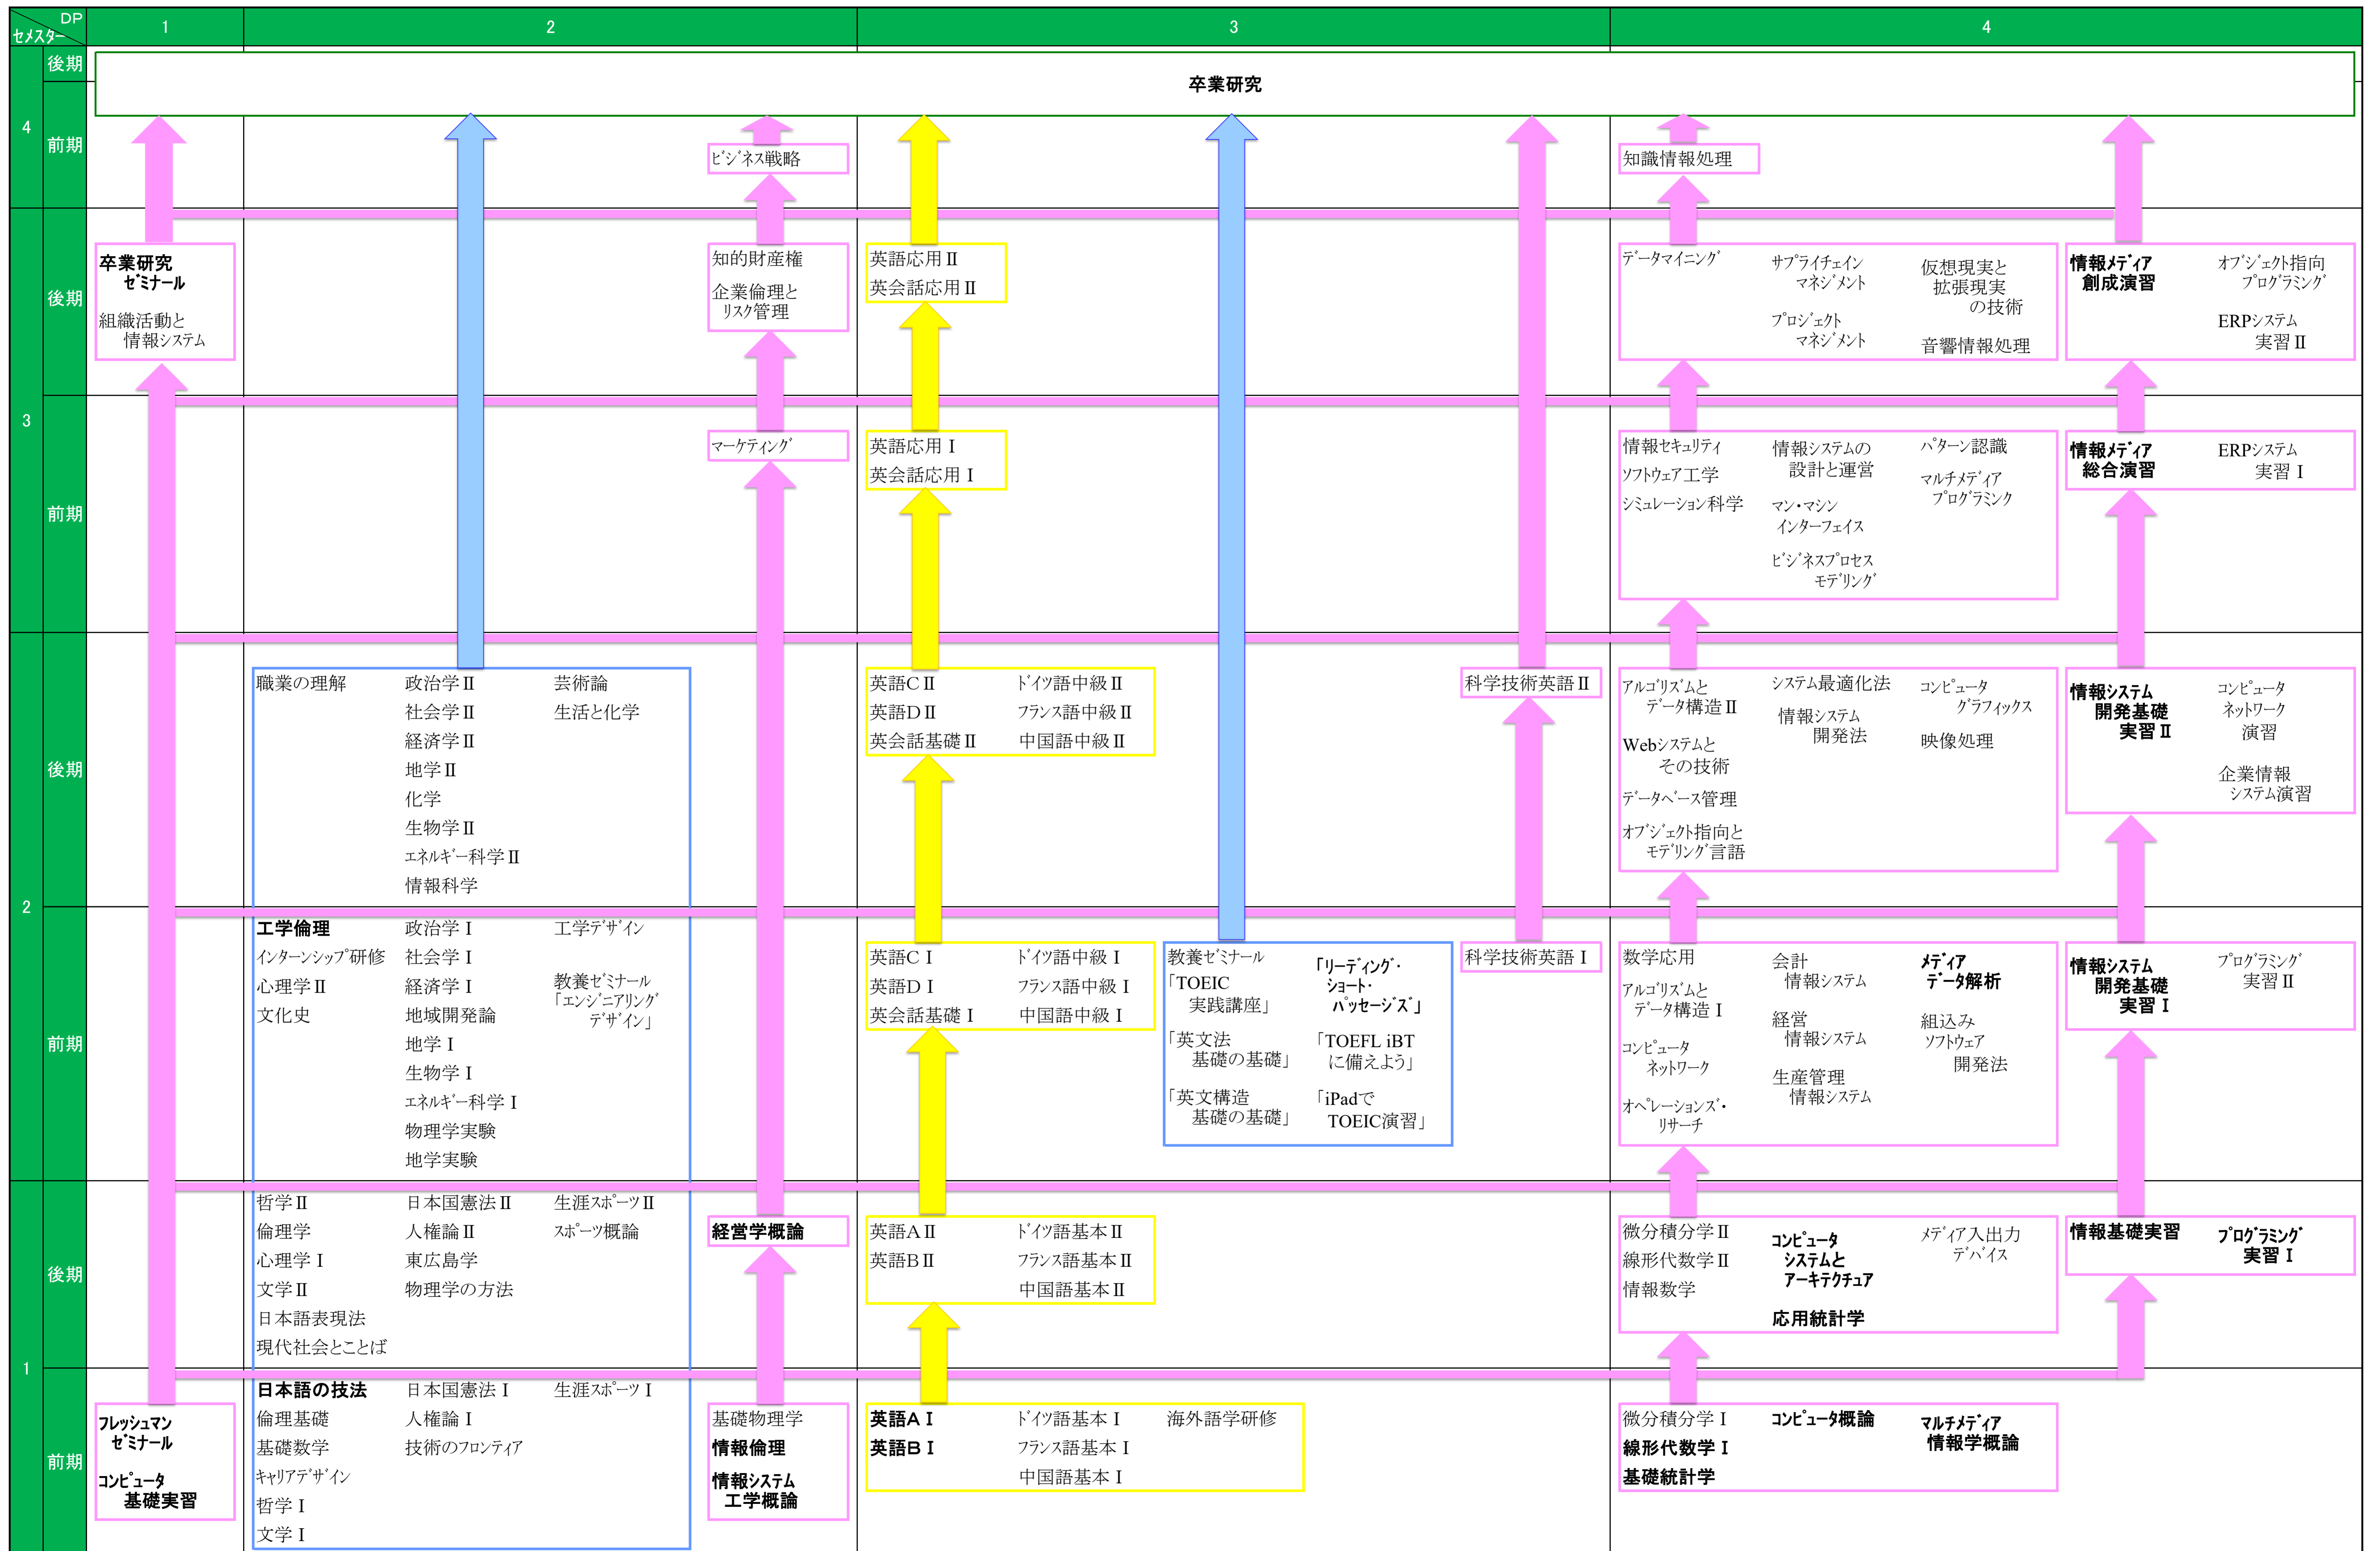 DP
セメスター
1
2
3
4
4
後期
卒業研究
前期
ビジネス戦略
知識情報処理
3
後期
卒業研究
ゼミナール
組織活動と
情報システム
知的財産権
企業倫理と
リスク管理
英語応用Ⅱ
英会話応用Ⅱ
データマイニング
サプライチェイン
マネジメント
プロジェクト
マネジメント
仮想現実と
拡張現実
の技術
音響情報処理
情報メディア
創成演習
オブジェクト指向
プログラミング
ERPシステム
実習Ⅱ
前期
マーケティング
英語応用Ⅰ
英会話応用Ⅰ
情報セキュリティ
ソフトウェア工学
シミュレーション科学
情報システムの
設計と運営
マン・マシン
インターフェイス
ビジネスプロセス
モデリング
パターン認識
マルチメディア
プログラミンク
情報メディア
総合演習
ERPシステム
実習Ⅰ
2
後期
職業の理解
政治学Ⅱ
社会学Ⅱ
経済学Ⅱ
地学Ⅱ
化学
生物学Ⅱ
エネルギー科学Ⅱ
情報科学
芸術論
生活と化学
英語CⅡ
英語DⅡ
英会話基礎Ⅱ
ドイツ語中級Ⅱ
フランス語中級Ⅱ
中国語中級Ⅱ
科学技術英語Ⅱ
アルゴリズムと
データ構造Ⅱ
Webシステムと
その技術
データベース管理
オブジェクト指向と
モデリング言語
システム最適化法
情報システム
開発法
コンピュータ
グラフィックス
映像処理
情報システム
開発基礎
実習Ⅱ
コンピュータ
ネットワーク
演習
企業情報
システム演習
前期
工学倫理
インターンシップ研修
心理学Ⅱ
文化史
政治学Ⅰ
社会学Ⅰ
経済学Ⅰ
地域開発論
地学Ⅰ
生物学Ⅰ
エネルギー科学Ⅰ
物理学実験
地学実験
工学デザイン
教養ゼミナール
「エンジニアリング
デザイン」
英語CⅠ
英語DⅠ
英会話基礎Ⅰ
ドイツ語中級Ⅰ
フランス語中級Ⅰ
中国語中級Ⅰ
教養ゼミナール
「TOEIC
実践講座」
「英文法
基礎の基礎」
「英文構造
基礎の基礎」
「リーディング・
ショート・
パッセージズ」
「TOEFL iBT
に備えよう」
「iPadで
TOEIC演習」
科学技術英語Ⅰ
数学応用
アルゴリズムと
データ構造Ⅰ
コンピュータ
ネットワーク
オペレーションズ・
リサーチ
会計
情報システム
経営
情報システム
生産管理
情報システム
メディア
データ解析
組込み
ソフトウェア
開発法
情報システム
開発基礎
実習Ⅰ
プログラミング
実習Ⅱ
1
後期
哲学Ⅱ
倫理学
心理学Ⅰ
文学Ⅱ
日本語表現法
現代社会とことば
日本国憲法Ⅱ
人権論Ⅱ
東広島学
物理学の方法
生涯スポーツⅡ
スポーツ概論
経営学概論
英語AⅡ
英語BⅡ
ドイツ語基本Ⅱ
フランス語基本Ⅱ
中国語基本Ⅱ
微分積分学Ⅱ
線形代数学Ⅱ
情報数学
コンピュータ
システムと
アーキテクチュア
応用統計学
メディア入出力
デバイス
情報基礎実習
プログラミング
実習Ⅰ
前期
フレッシュマン
ゼミナール
コンピュータ
基礎実習
日本語の技法
倫理基礎
基礎数学
キャリアデザイン
哲学Ⅰ
文学Ⅰ
日本国憲法Ⅰ
人権論Ⅰ
技術のフロンティア
生涯スポーツⅠ
基礎物理学
情報倫理
情報システム
工学概論
英語AⅠ
英語BⅠ
ドイツ語基本Ⅰ
フランス語基本Ⅰ
中国語基本Ⅰ
海外語学研修
微分積分学Ⅰ
線形代数学Ⅰ
基礎統計学
コンピュータ概論
マルチメディア
情報学概論